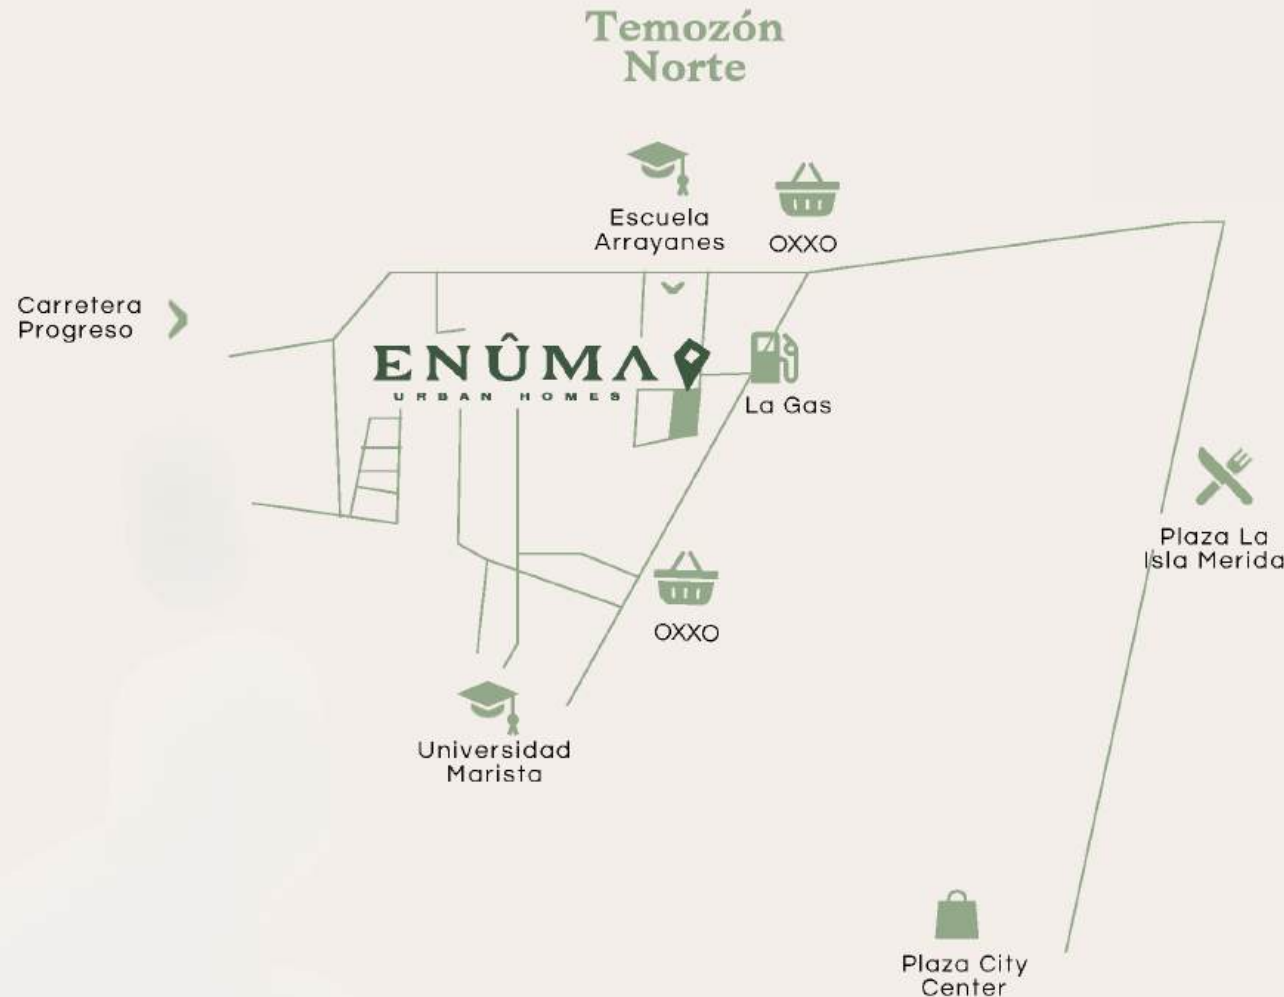 Temozón
Norte
Escuela
Arrayanes
OXXO
Carretera
Progreso
ENÛMA
URBAN HOMES
La Gas
Plaza La
Isla Merida
OXXO
Universidad
Marista
Plaza City
Center